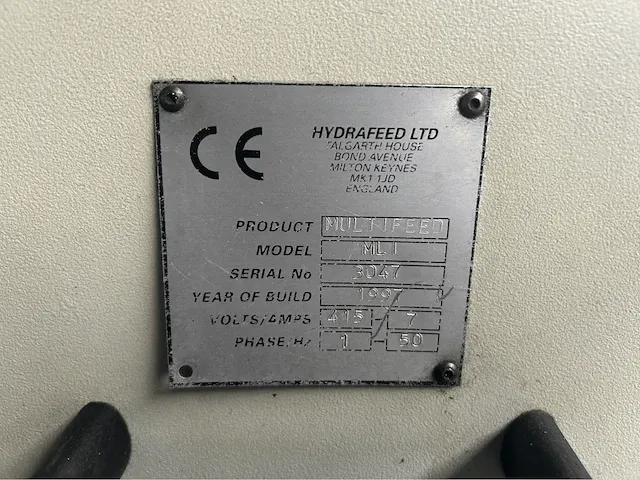 CE
HYDRAFEED LTD
TALGARTH HOUSE
BOND AVENUE
MILTON KEYNES
MK1 1JD
ENGLAND
PRODUCT MULTIFEED
MODEL ML1
SERIAL No 3047
YEAR OF BUILD 1997
VOLTS/AMPS 415 - 7
PHASE/Hz 1 - 50